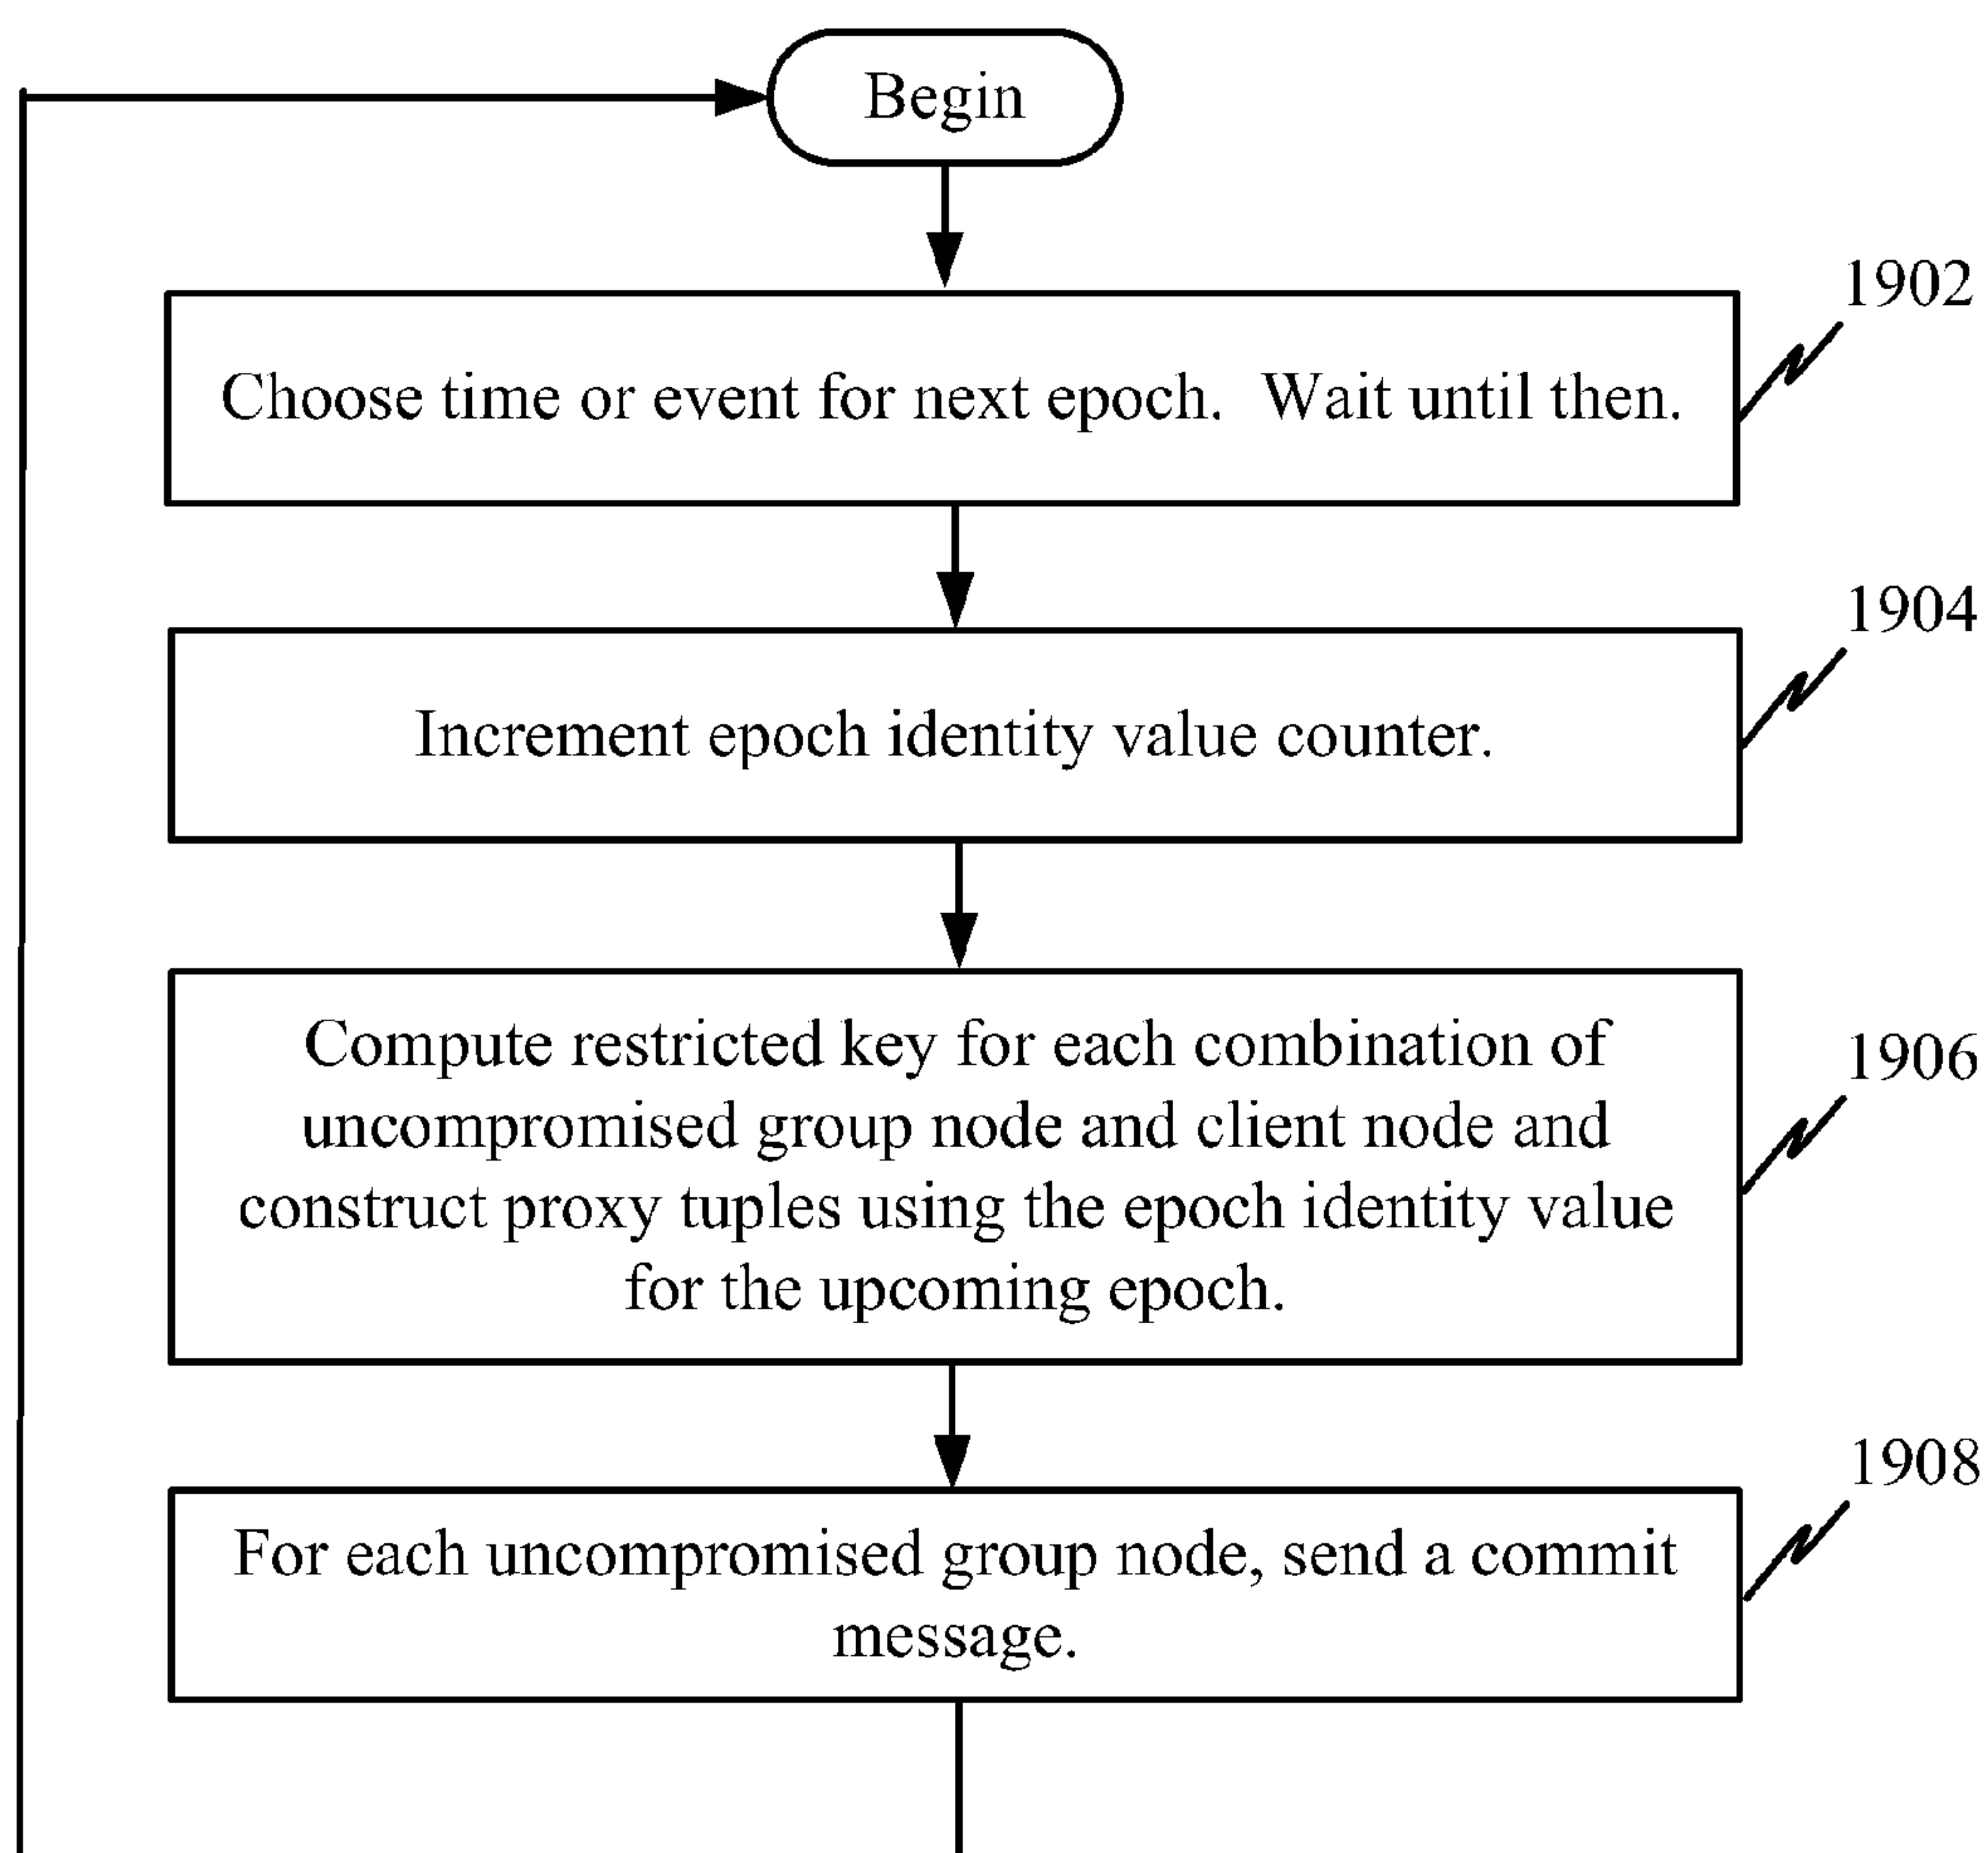 Begin
1902
Choose time or event for next epoch. Wait until then.
1904
Increment epoch identity value counter.
1906
Compute restricted key for each combination of
uncompromised group node and client node and
construct proxy tuples using the epoch identity value
for the upcoming epoch.
1908
For each uncompromised group node, send a commit
message.